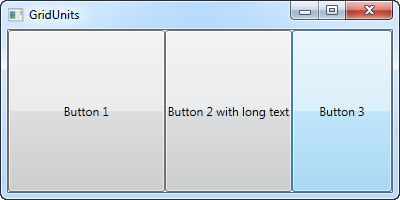 GridUnits
Button 1
Button 2 with long text
Button 3